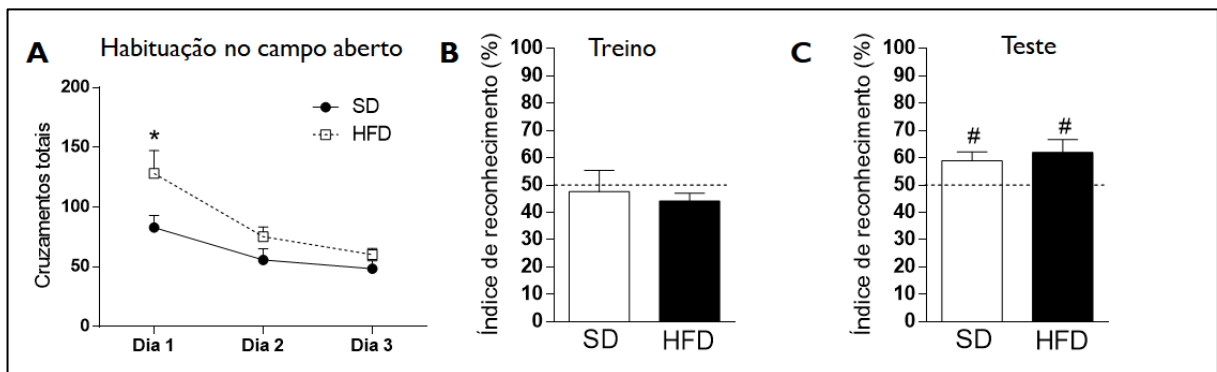 A
Habituação no campo aberto
Cruzamentos totais
200
150
100
50
0
*
SD
HFD
Dia 1 Dia 2 Dia 3
B
Treino
Índice de reconhecimento (%)
100
90
80
70
60
50
40
30
20
10
0
SD HFD
C
Teste
Índice de reconhecimento (%)
100
90
80
70
60
50
40
30
20
10
0
# #
SD HFD